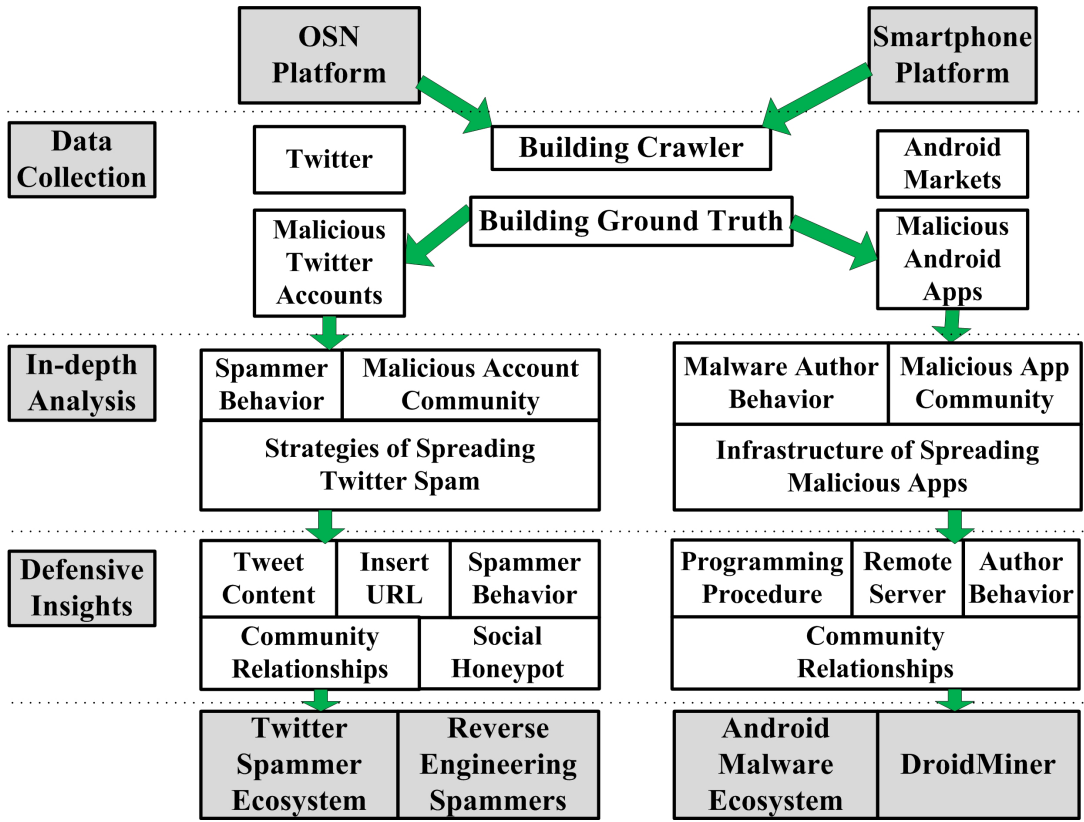 OSN
Platform
Smartphone
Platform
Data
Collection
Twitter
Building Crawler
Android
Markets
Building Ground Truth
Malicious
Twitter
Accounts
Malicious
Android
Apps
In-depth
Analysis
Spammer
Behavior
Malicious Account
Community
Strategies of Spreading
Twitter Spam
Malware Author
Behavior
Malicious App
Community
Infrastructure of Spreading
Malicious Apps
Defensive
Insights
Tweet
Content
Insert
URL
Spammer
Behavior
Community
Relationships
Social
Honeypot
Programming
Procedure
Remote
Server
Author
Behavior
Community
Relationships
Twitter
Spammer
Ecosystem
Reverse
Engineering
Spammers
Android
Malware
Ecosystem
DroidMiner